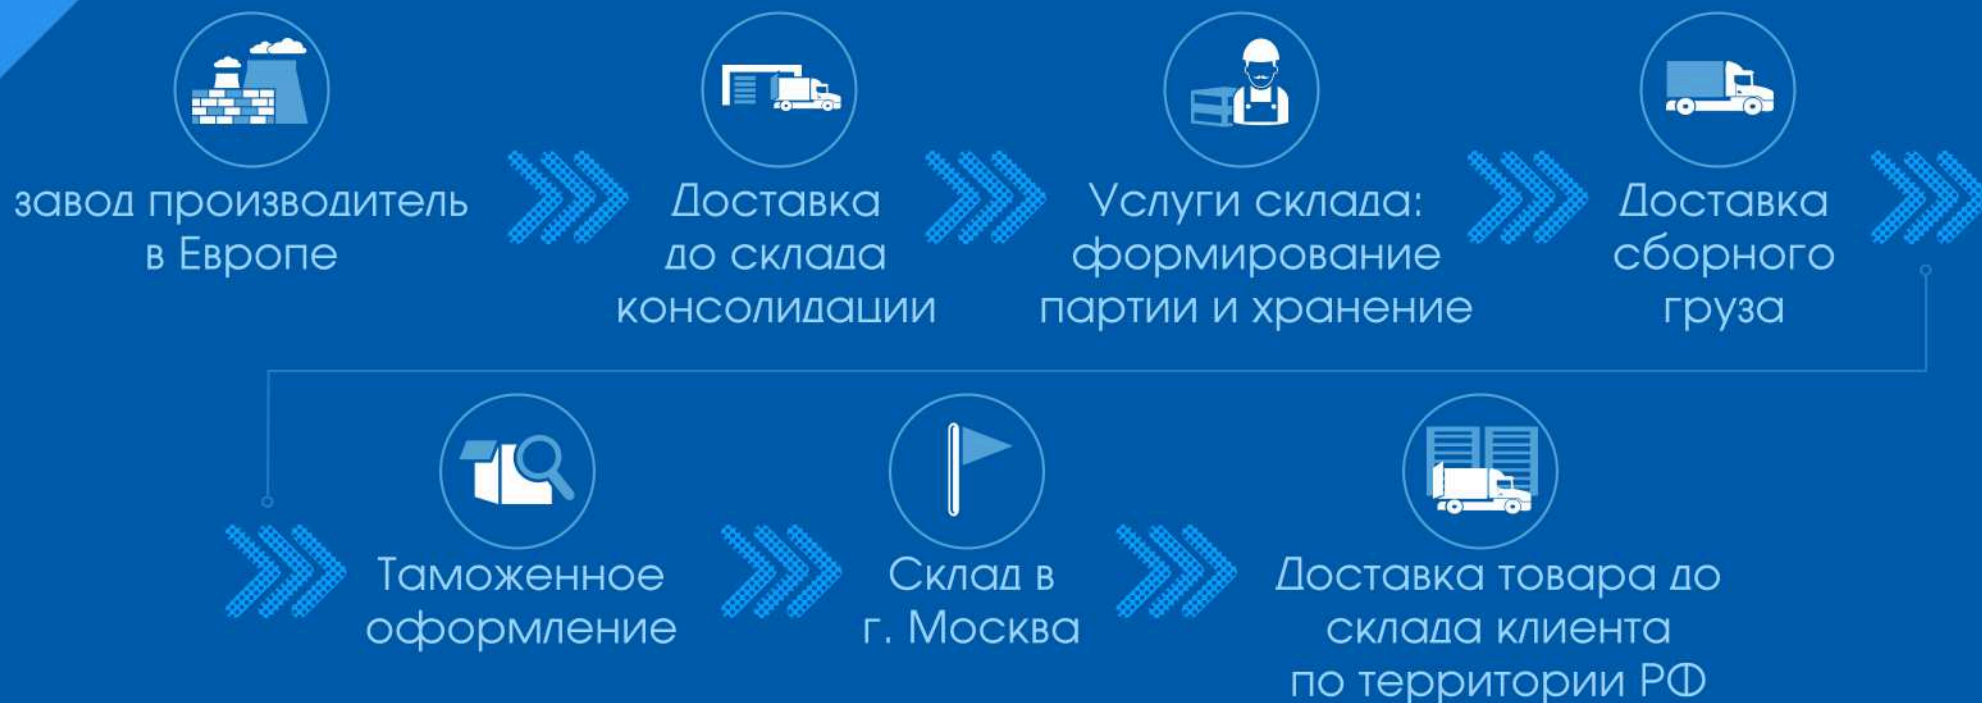 завод производитель
в Европе
Доставка
до склада
консолидации
Услуги склада:
формирование
партии и хранение
Доставка
сборного
груза
Таможенное
оформление
Склад в
г. Москва
Доставка товара до
склада клиента
по территории РФ